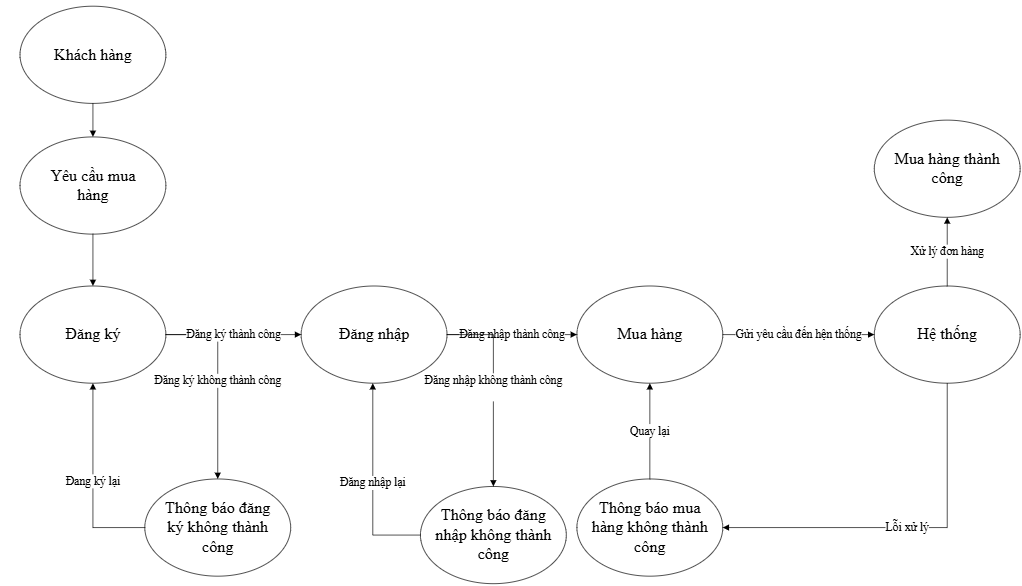 Khách hàng
Yêu cầu mua
hàng
Mua hàng thành
công
Xử lý đơn hàng
Đăng ký
Đăng ký thành công
Đăng nhập
Đăng nhập thành công
Mua hàng
Gửi yêu cầu đến hện thống
Hệ thống
Đăng ký không thành công
Đăng nhập không thành công
Quay lại
Đang ký lại
Đăng nhập lại
Thông báo đăng
ký không thành
công
Thông báo đăng
nhập không thành
công
Thông báo mua
hàng không thành
công
Lỗi xử lý